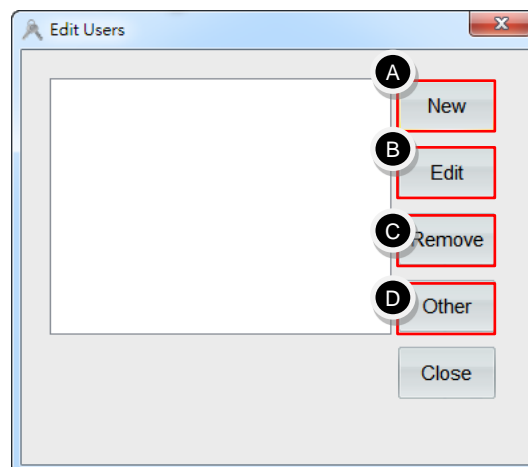 Edit Users
A
New
B
Edit
C
Remove
D
Other
Close